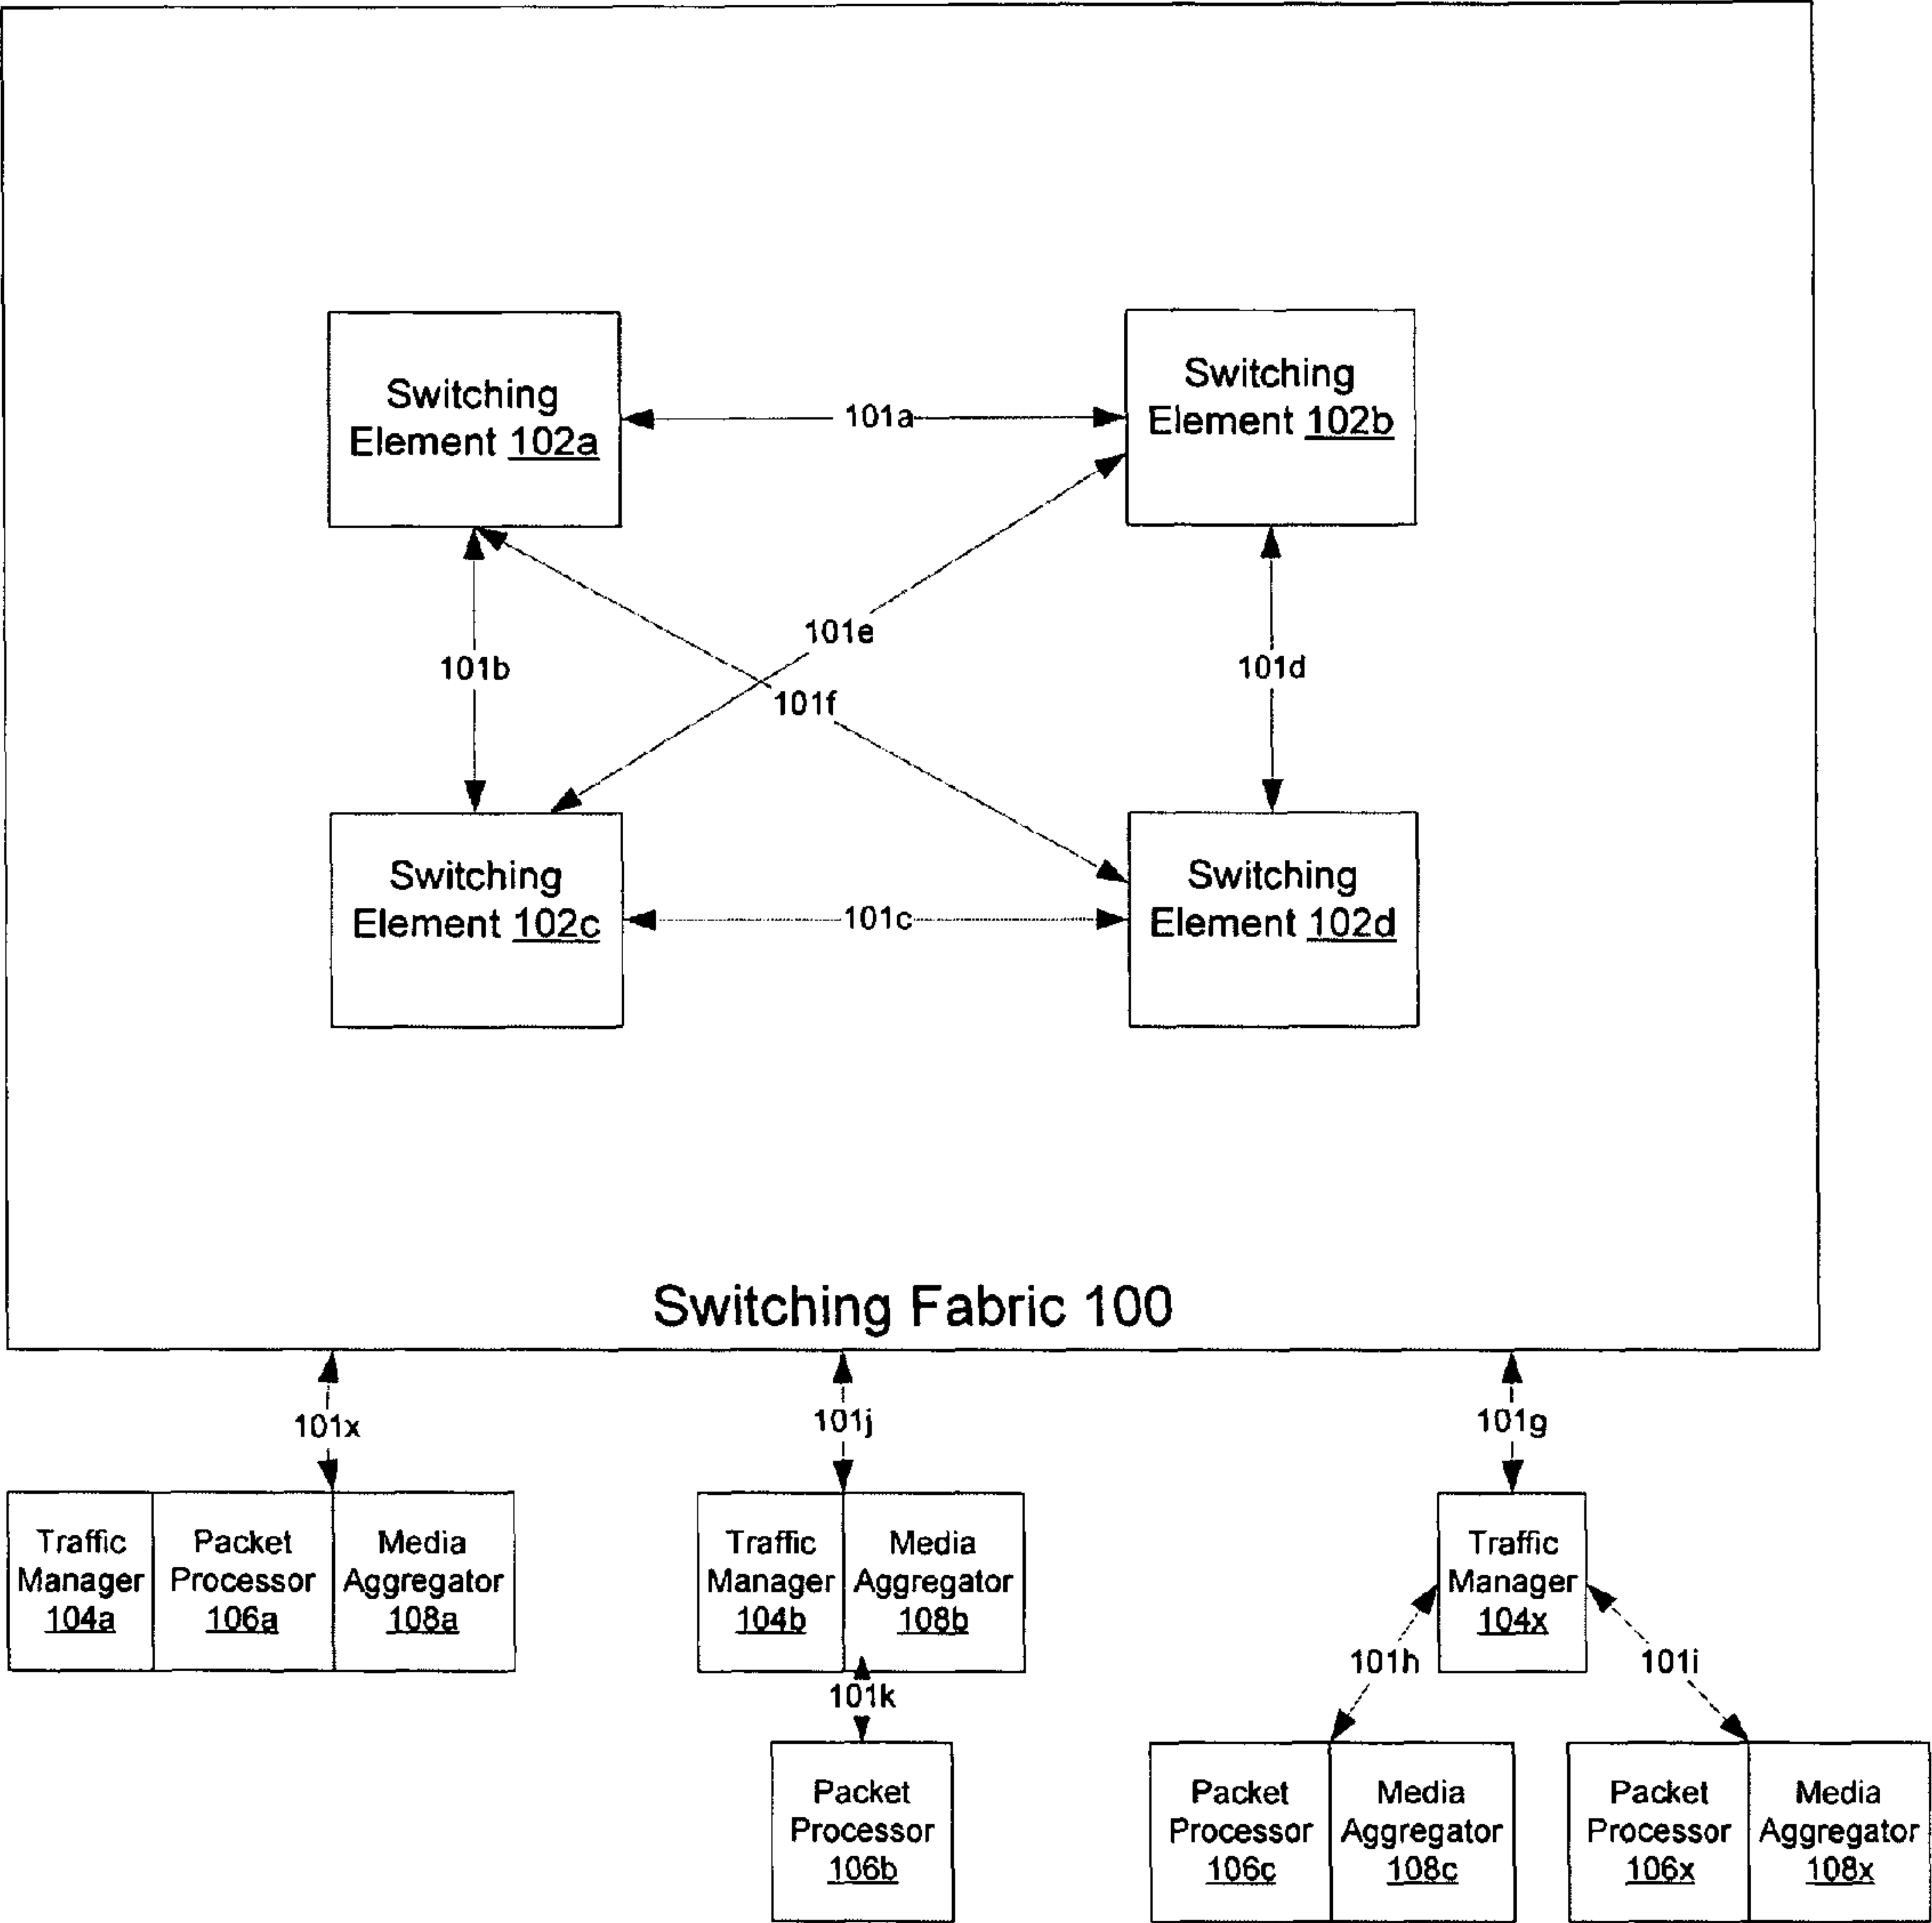 Switching
Element 102a
101a
Switching
Element 102b
101e
101b
101d
101f
Switching
Element 102c
101c
Switching
Element 102d
Switching Fabric 100
101x
101j
101g
Traffic
Manager
104a
Packet
Processor
106a
Media
Aggregator
108a
Traffic
Manager
104b
Media
Aggregator
108b
Traffic
Manager
104x
101k
101h
101i
Packet
Processor
106b
Packet
Processor
106c
Media
Aggregator
108c
Packet
Processor
106x
Media
Aggregator
108x